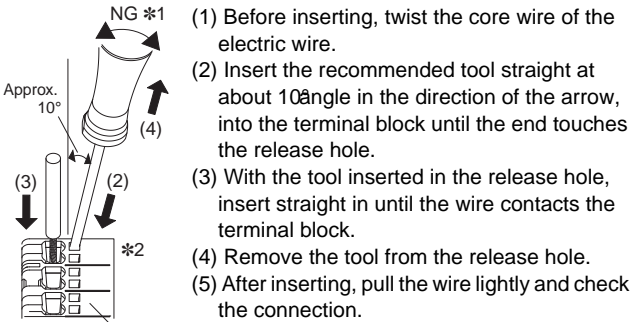 NG *1
Approx.
10°
(4)
(3)
(2)
*2
(1) Before inserting, twist the core wire of the
electric wire.
(2) Insert the recommended tool straight at
about 10åangle in the direction of the arrow,
into the terminal block until the end touches
the release hole.
(3) With the tool inserted in the release hole,
insert straight in until the wire contacts the
terminal block.
(4) Remove the tool from the release hole.
(5) After inserting, pull the wire lightly and check
the connection.